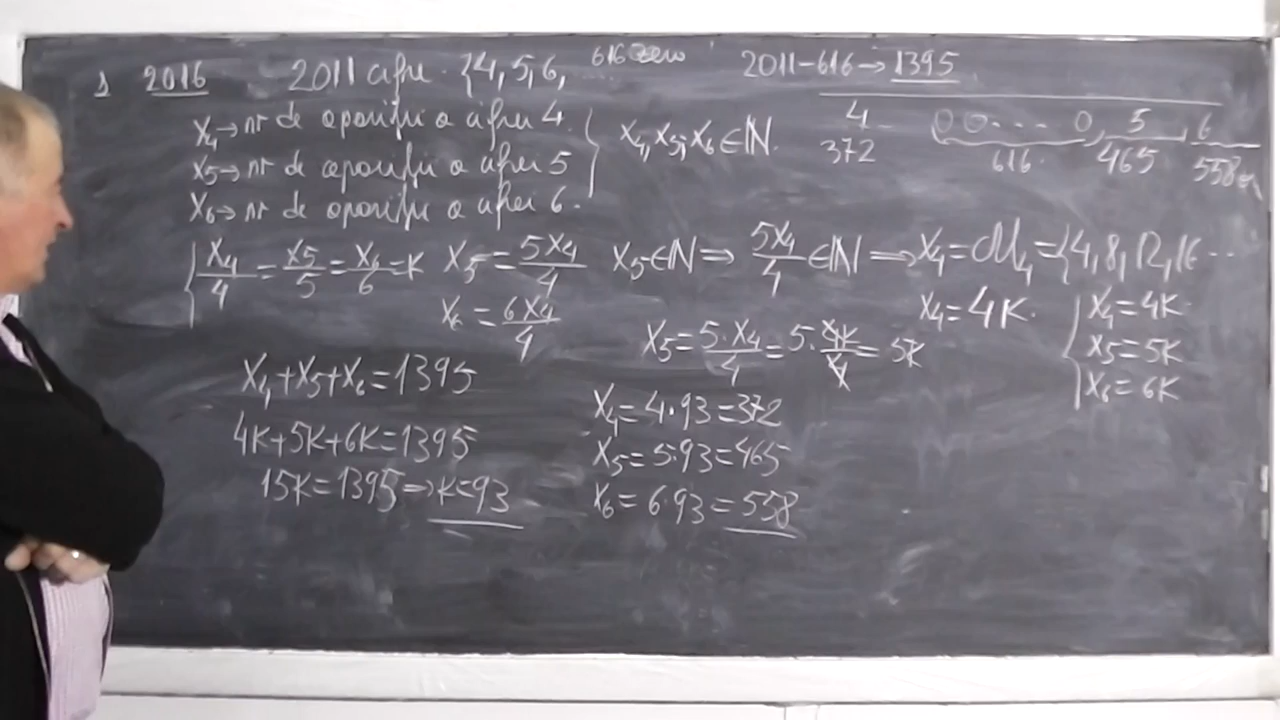 1 2016 2011 cifre {4, 5, 6, 616 zero 2011-616→1395
X₄→nr de apariții a cifrei 4.
X₅→nr de apariții a cifrei 5
X₆→nr de apariții a cifrei 6.
X₄, X₅, X₆∈ℕ.
4 00....0, 5, 6
372 616. 465 558
X₄/4=X₅/5=X₆/6=K X₅=5X₄/4 X₅∈ℕ⇒ 5X₄/4∈ℕ⇒X₄=M₄={4,8,12,16...
X₆=6X₄/4 X₄=4K. X₄=4K
X₅=5·X₄/4=5·4K/4=5K X₅=5K
X₆=6K
X₄+X₅+X₆=1395
4K+5K+6K=1395
15K=1395⇒K=93
X₄=4·93=372
X₅=5·93=465
X₆=6·93=558